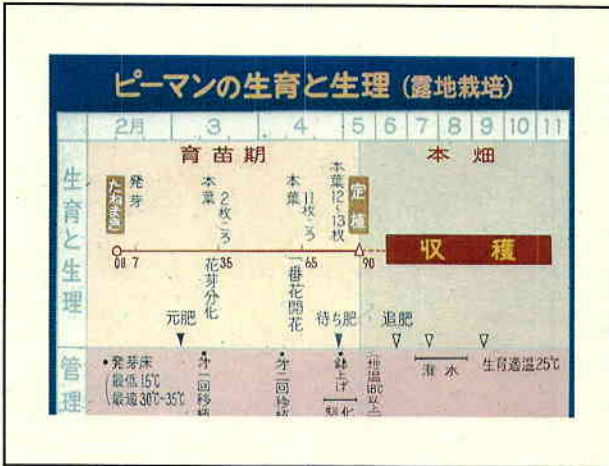 ピーマンの生育と生理 (露地栽培)
2月 3 4 5 6 7 8 9 10 11
育苗期 本畑
生育と生理
たねまき
発芽
本葉2枚ころ
本葉11枚ころ
本葉12~13枚
定植
収穫
0日 7 35 65 90
花芽分化
一番花開花
元肥 待ち肥 追肥
管理
•発芽床
最低15℃
最適30℃-35℃
•才一回移植
•才二回移植
•鉢上げ
馴化
(地温18℃以上)
潅水
生育適温25℃